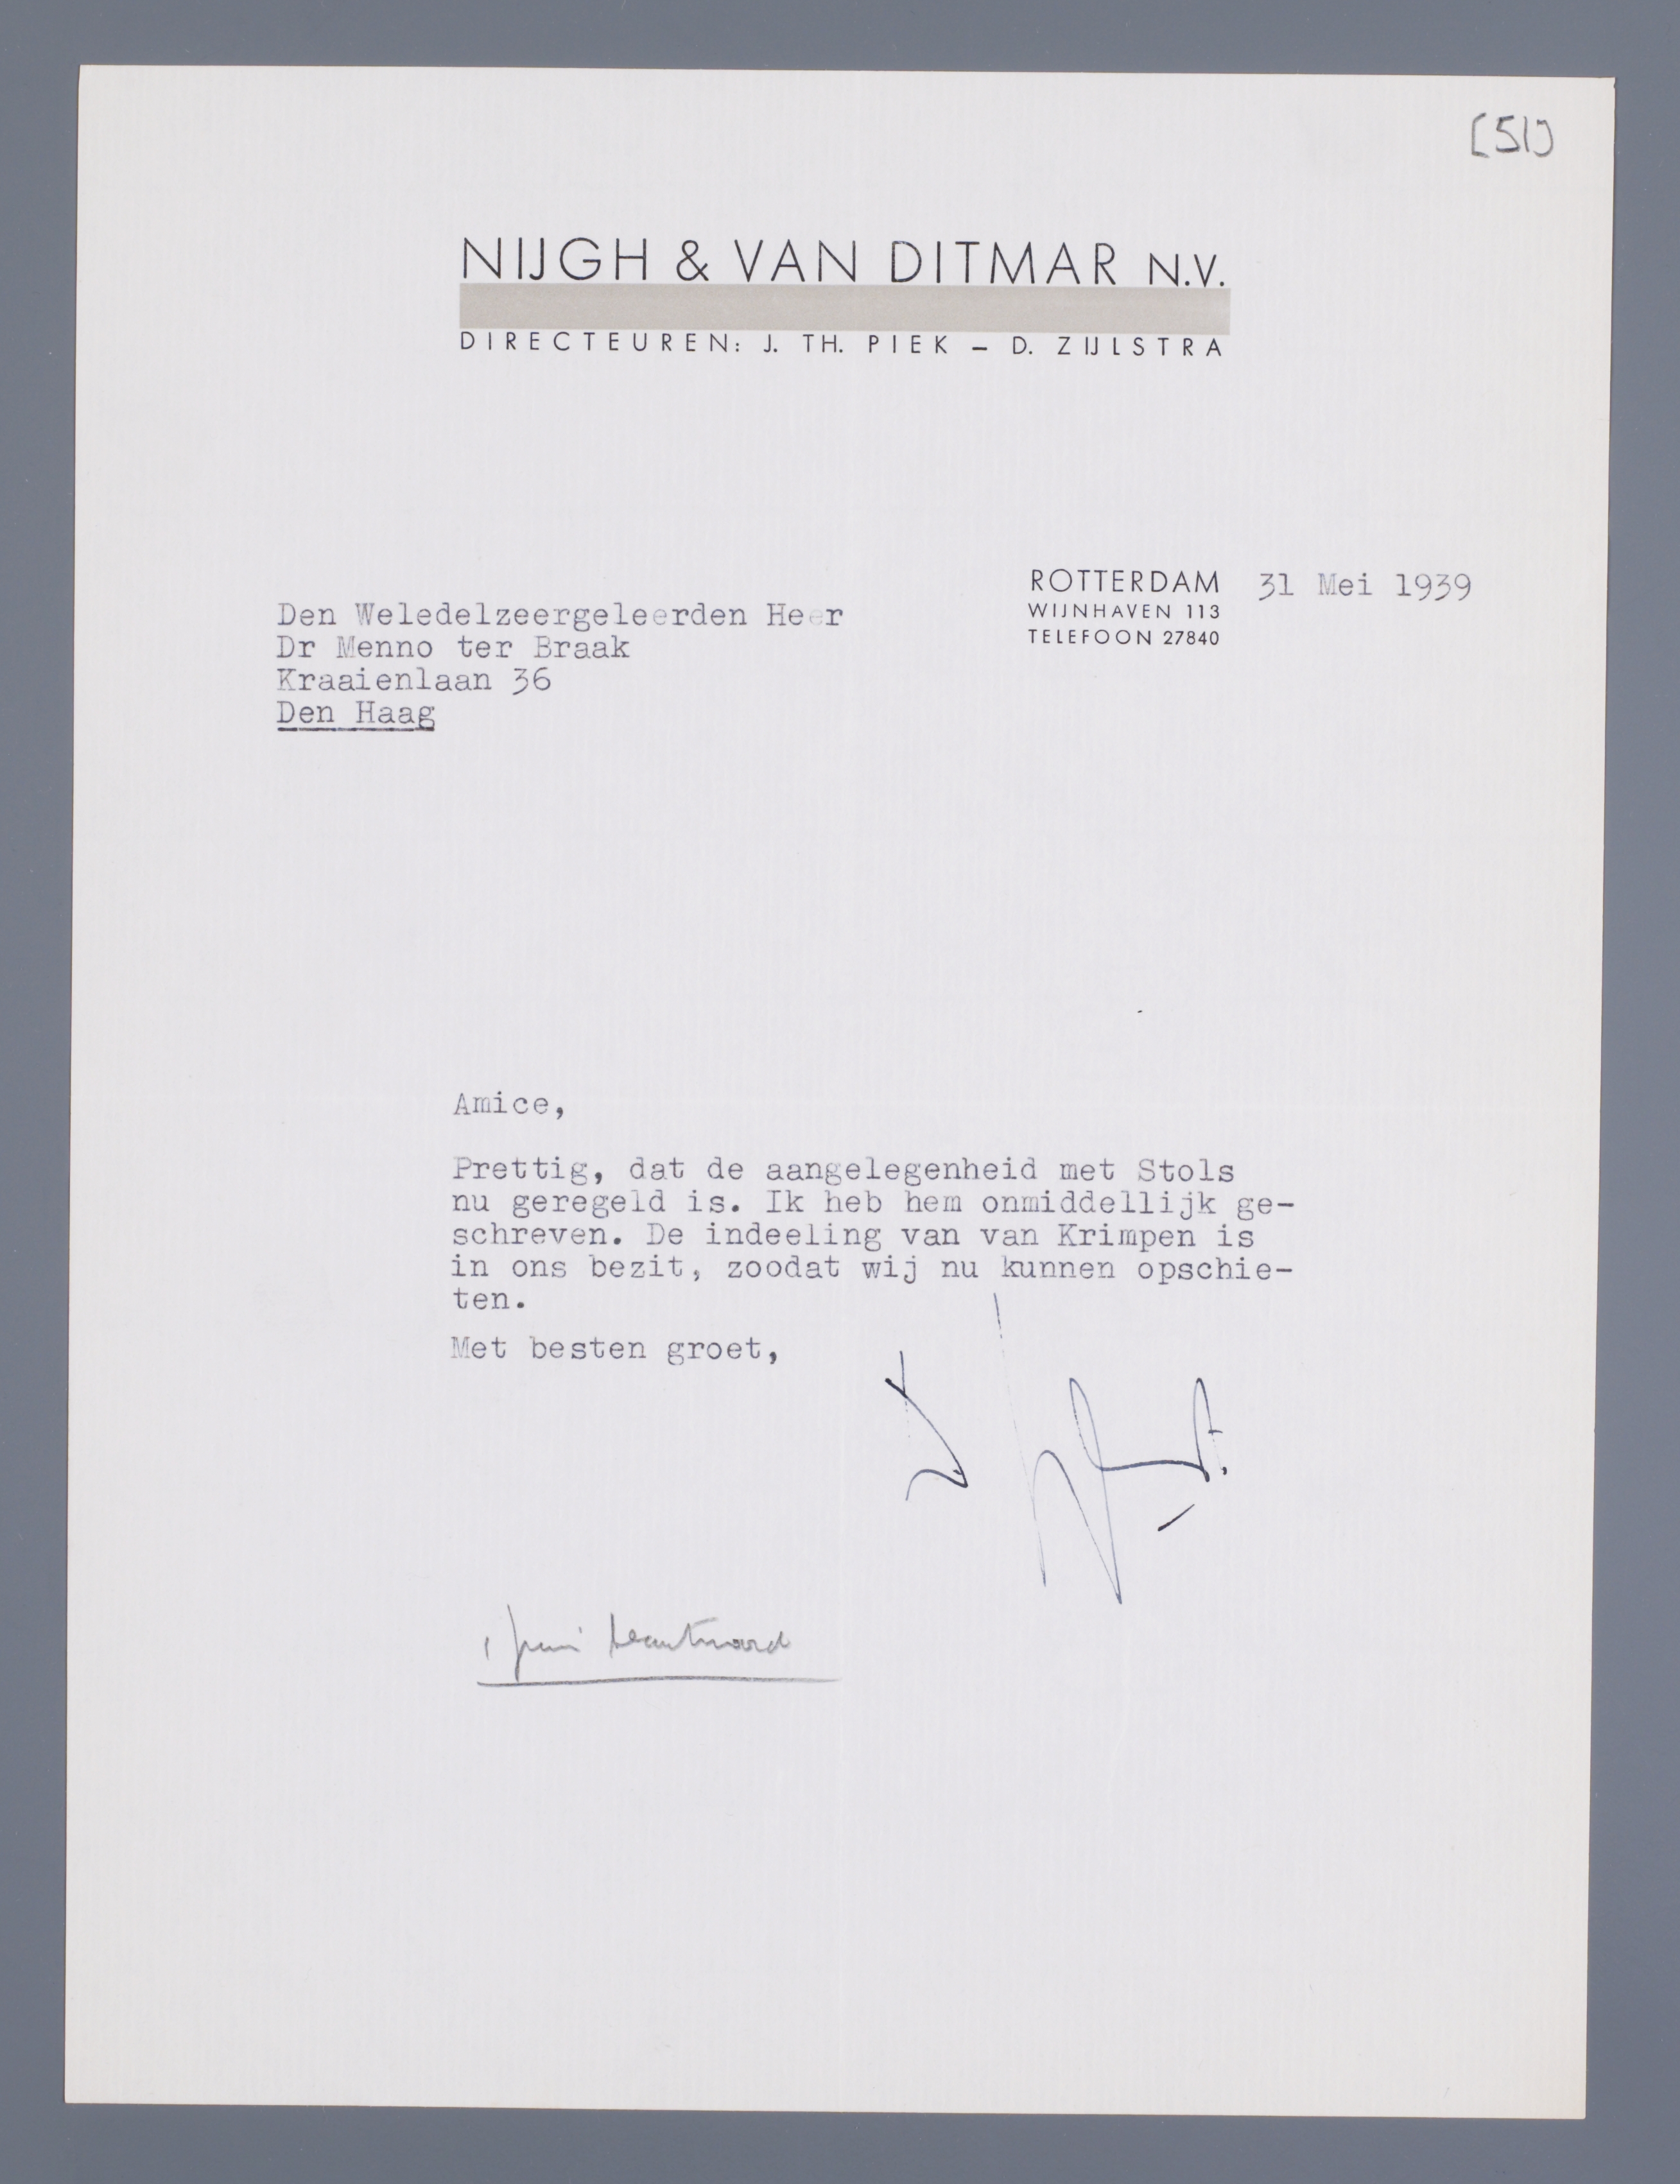 [51]
NIJGH & VAN DITMAR N.V.
DIRECTEUREN: J. TH. PIEK – D. ZIJLSTRA
ROTTERDAM 31 Mei 1939
WIJNHAVEN 113
TELEFOON 27840
Den Weledelzeergeleerden Heer
Dr Menno ter Braak
Kraaienlaan 36
Den Haag
Amice,
Prettig, dat de aangelegenheid met Stols
nu geregeld is. Ik heb hem onmiddellijk ge-
schreven. De indeeling van van Krimpen is
in ons bezit, zoodat wij nu kunnen opschie-
ten.
Met besten groet,
1 juni beantwoord